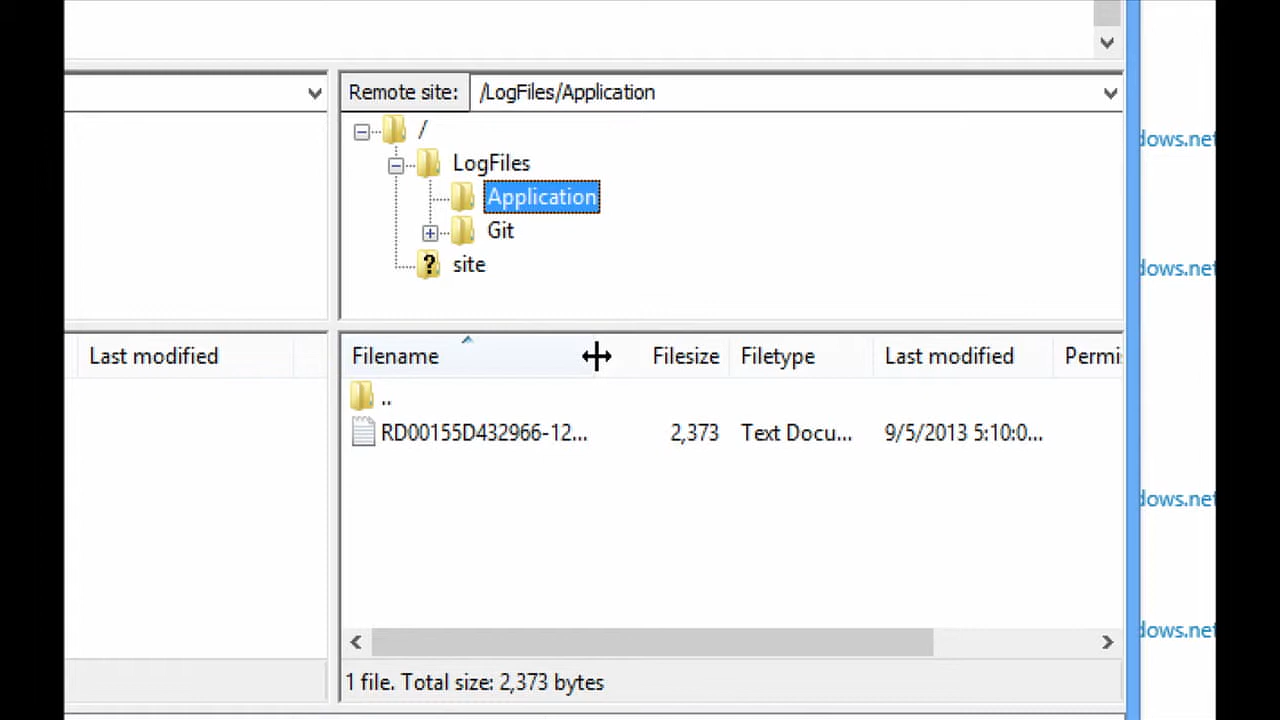 Remote site: /LogFiles/Application
/
LogFiles
Application
Git
? site
Last modified
Filename Filesize Filetype Last modified Permi
..
RD00155D432966-12... 2,373 Text Docu... 9/5/2013 5:10:0...
1 file. Total size: 2,373 bytes
dows.net
dows.net
dows.net
dows.net